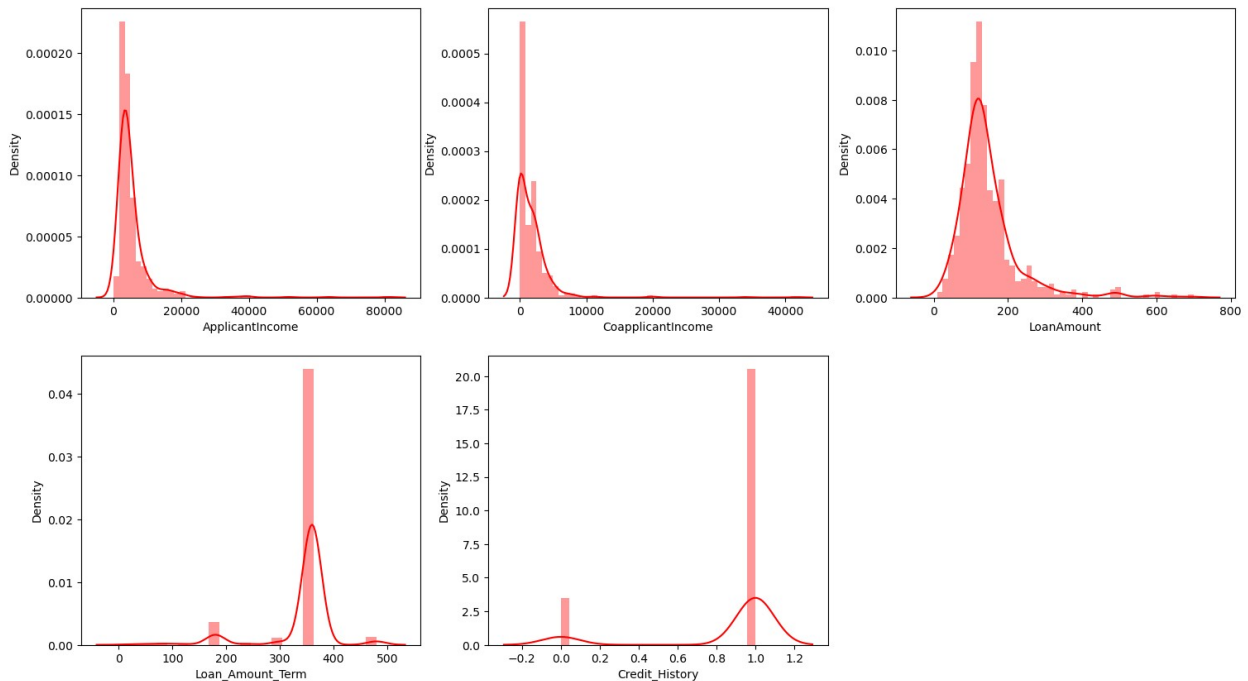 Density
0.00020
0.00015
0.00010
0.00005
0.00000
0 20000 40000 60000 80000
ApplicantIncome
Density
0.0005
0.0004
0.0003
0.0002
0.0001
0.0000
0 10000 20000 30000 40000
CoapplicantIncome
Density
0.010
0.008
0.006
0.004
0.002
0.000
0 200 400 600 800
LoanAmount
Density
0.04
0.03
0.02
0.01
0.00
0 100 200 300 400 500
Loan_Amount_Term
Density
20.0
17.5
15.0
12.5
10.0
7.5
5.0
2.5
0.0
−0.2 0.0 0.2 0.4 0.6 0.8 1.0 1.2
Credit_History